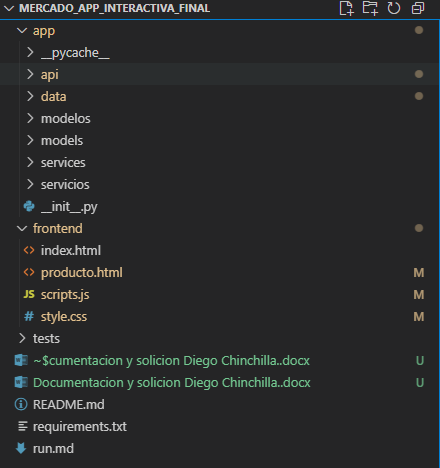 MERCADO_APP_INTERACTIVA_FINAL
app
__pycache__
api
data
modelos
models
services
servicios
__init__.py
frontend
index.html
producto.html M
JS scripts.js M
# style.css M
tests
~$cumentacion y solicion Diego Chinchilla..docx U
Documentacion y solicion Diego Chinchilla..docx U
README.md
requirements.txt
run.md